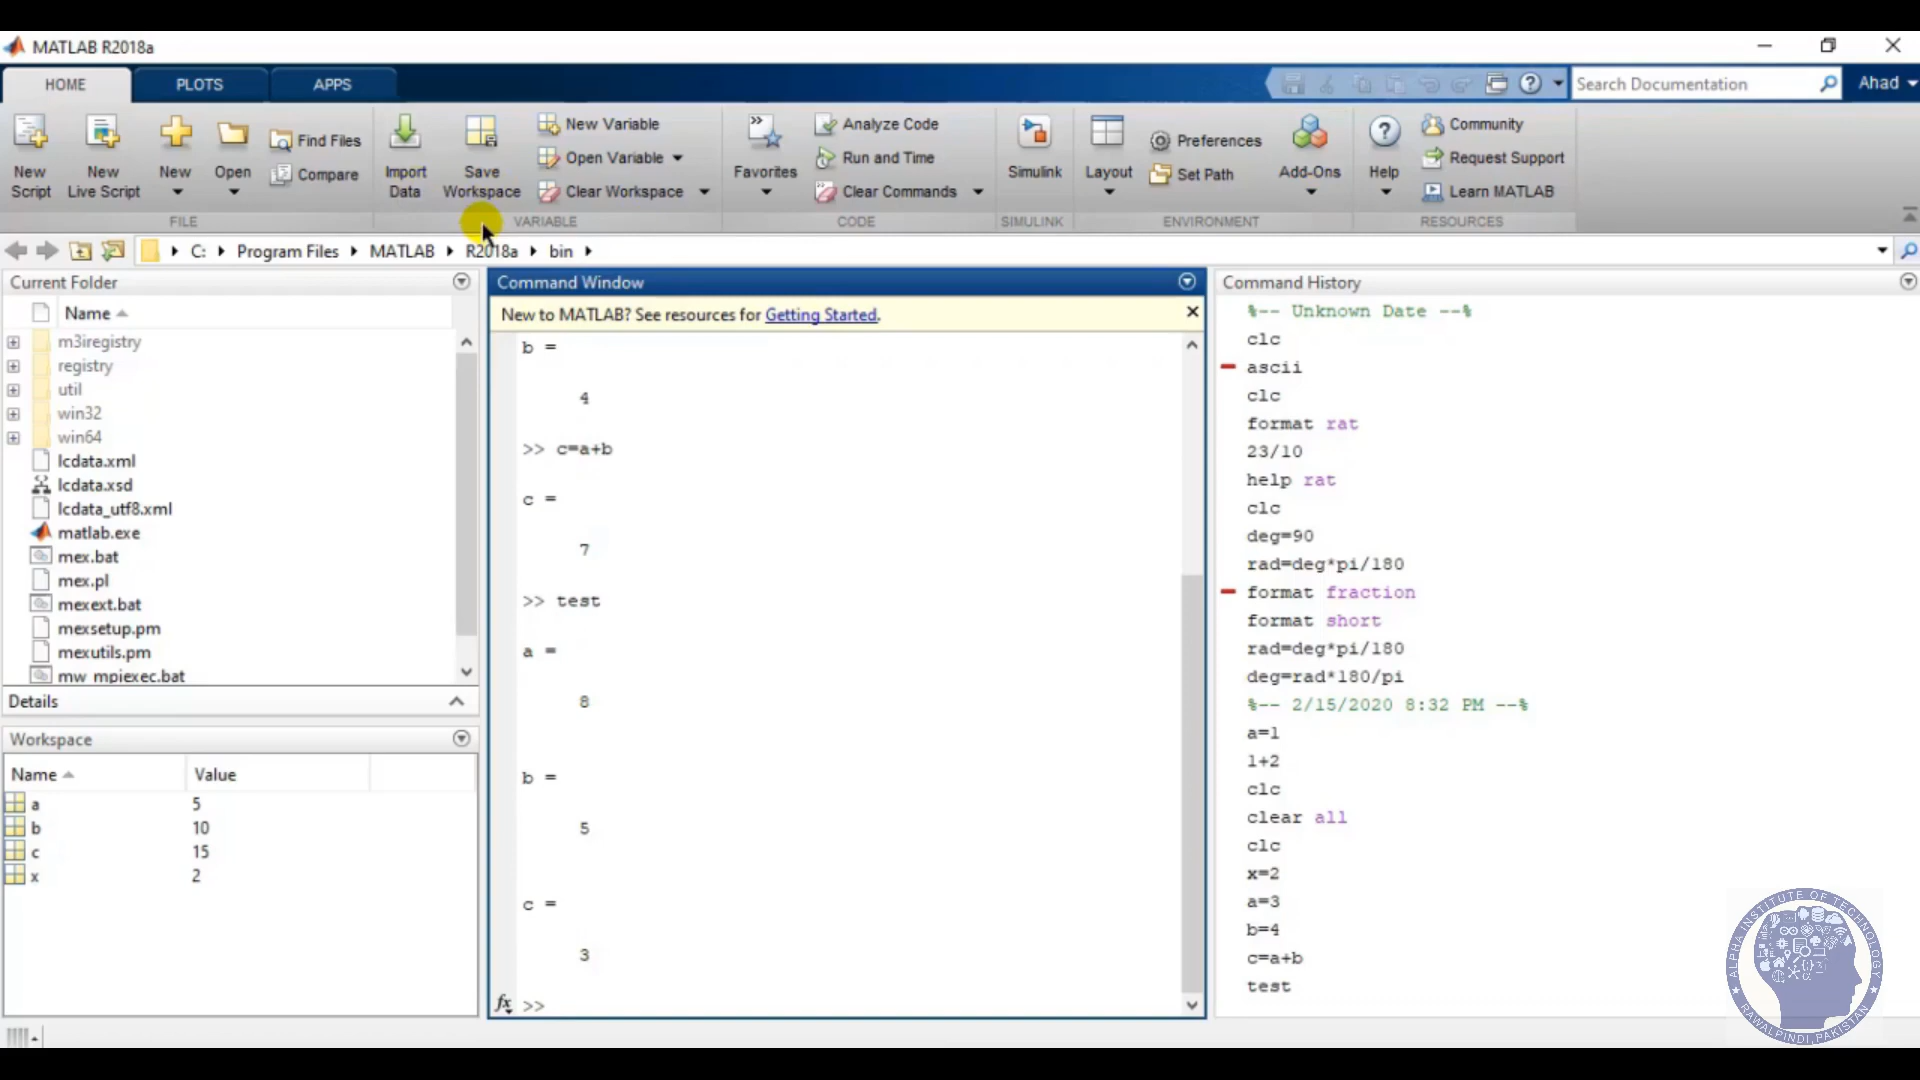 MATLAB R2018a
HOME
PLOTS
APPS
Search Documentation
Ahad
New Script
New Live Script
New
Open
Find Files
Compare
FILE
Import Data
Save Workspace
New Variable
Open Variable
Clear Workspace
VARIABLE
Favorites
Analyze Code
Run and Time
Clear Commands
CODE
Simulink
SIMULINK
Layout
Preferences
Set Path
Add-Ons
ENVIRONMENT
Help
Community
Request Support
Learn MATLAB
RESOURCES
C:
Program Files
MATLAB
R2018a
bin
Current Folder
Name
m3iregistry
registry
util
win32
win64
lcdata.xml
lcdata.xsd
lcdata_utf8.xml
matlab.exe
mex.bat
mex.pl
mexext.bat
mexsetup.pm
mexutils.pm
mw_mpiexec.bat
Details
Workspace
Name Value
a 5
b 10
c 15
x 2
Command Window
New to MATLAB? See resources for Getting Started.
b =
4
>> c=a+b
c =
7
>> test
a =
8
b =
5
c =
3
fx >>
Command History
%-- Unknown Date --%
clc
ascii
clc
format rat
23/10
help rat
clc
deg=90
rad=deg*pi/180
format fraction
format short
rad=deg*pi/180
deg=rad*180/pi
%-- 2/15/2020 8:32 PM --%
a=1
1+2
clc
clear all
clc
x=2
a=3
b=4
c=a+b
test
ALPHA INSTITUTE OF TECHNOLOGY
RAWALPINDI, PAKISTAN